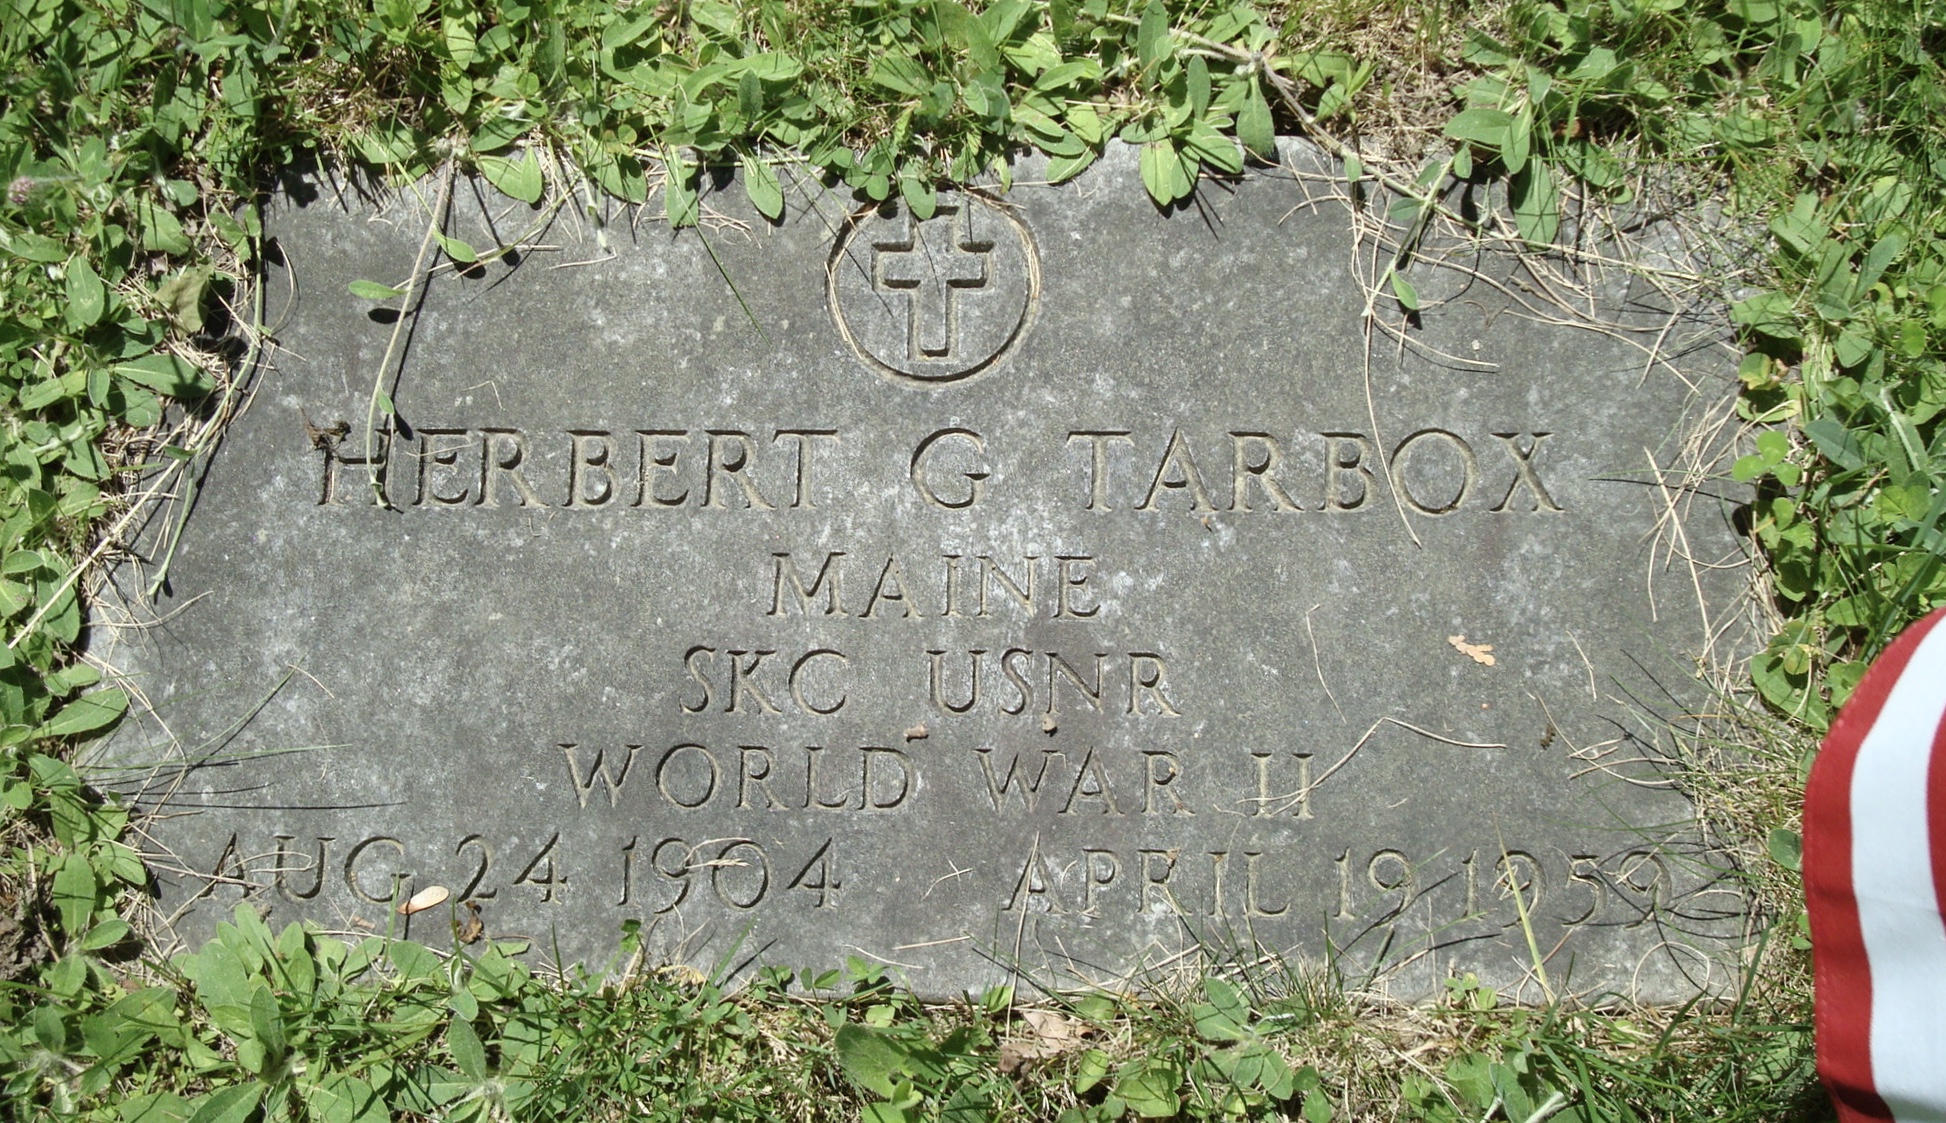 HERBERT G TARBOX
MAINE
SKC USNR
WORLD WAR II
AUG 24 1904 APRIL 19 1959